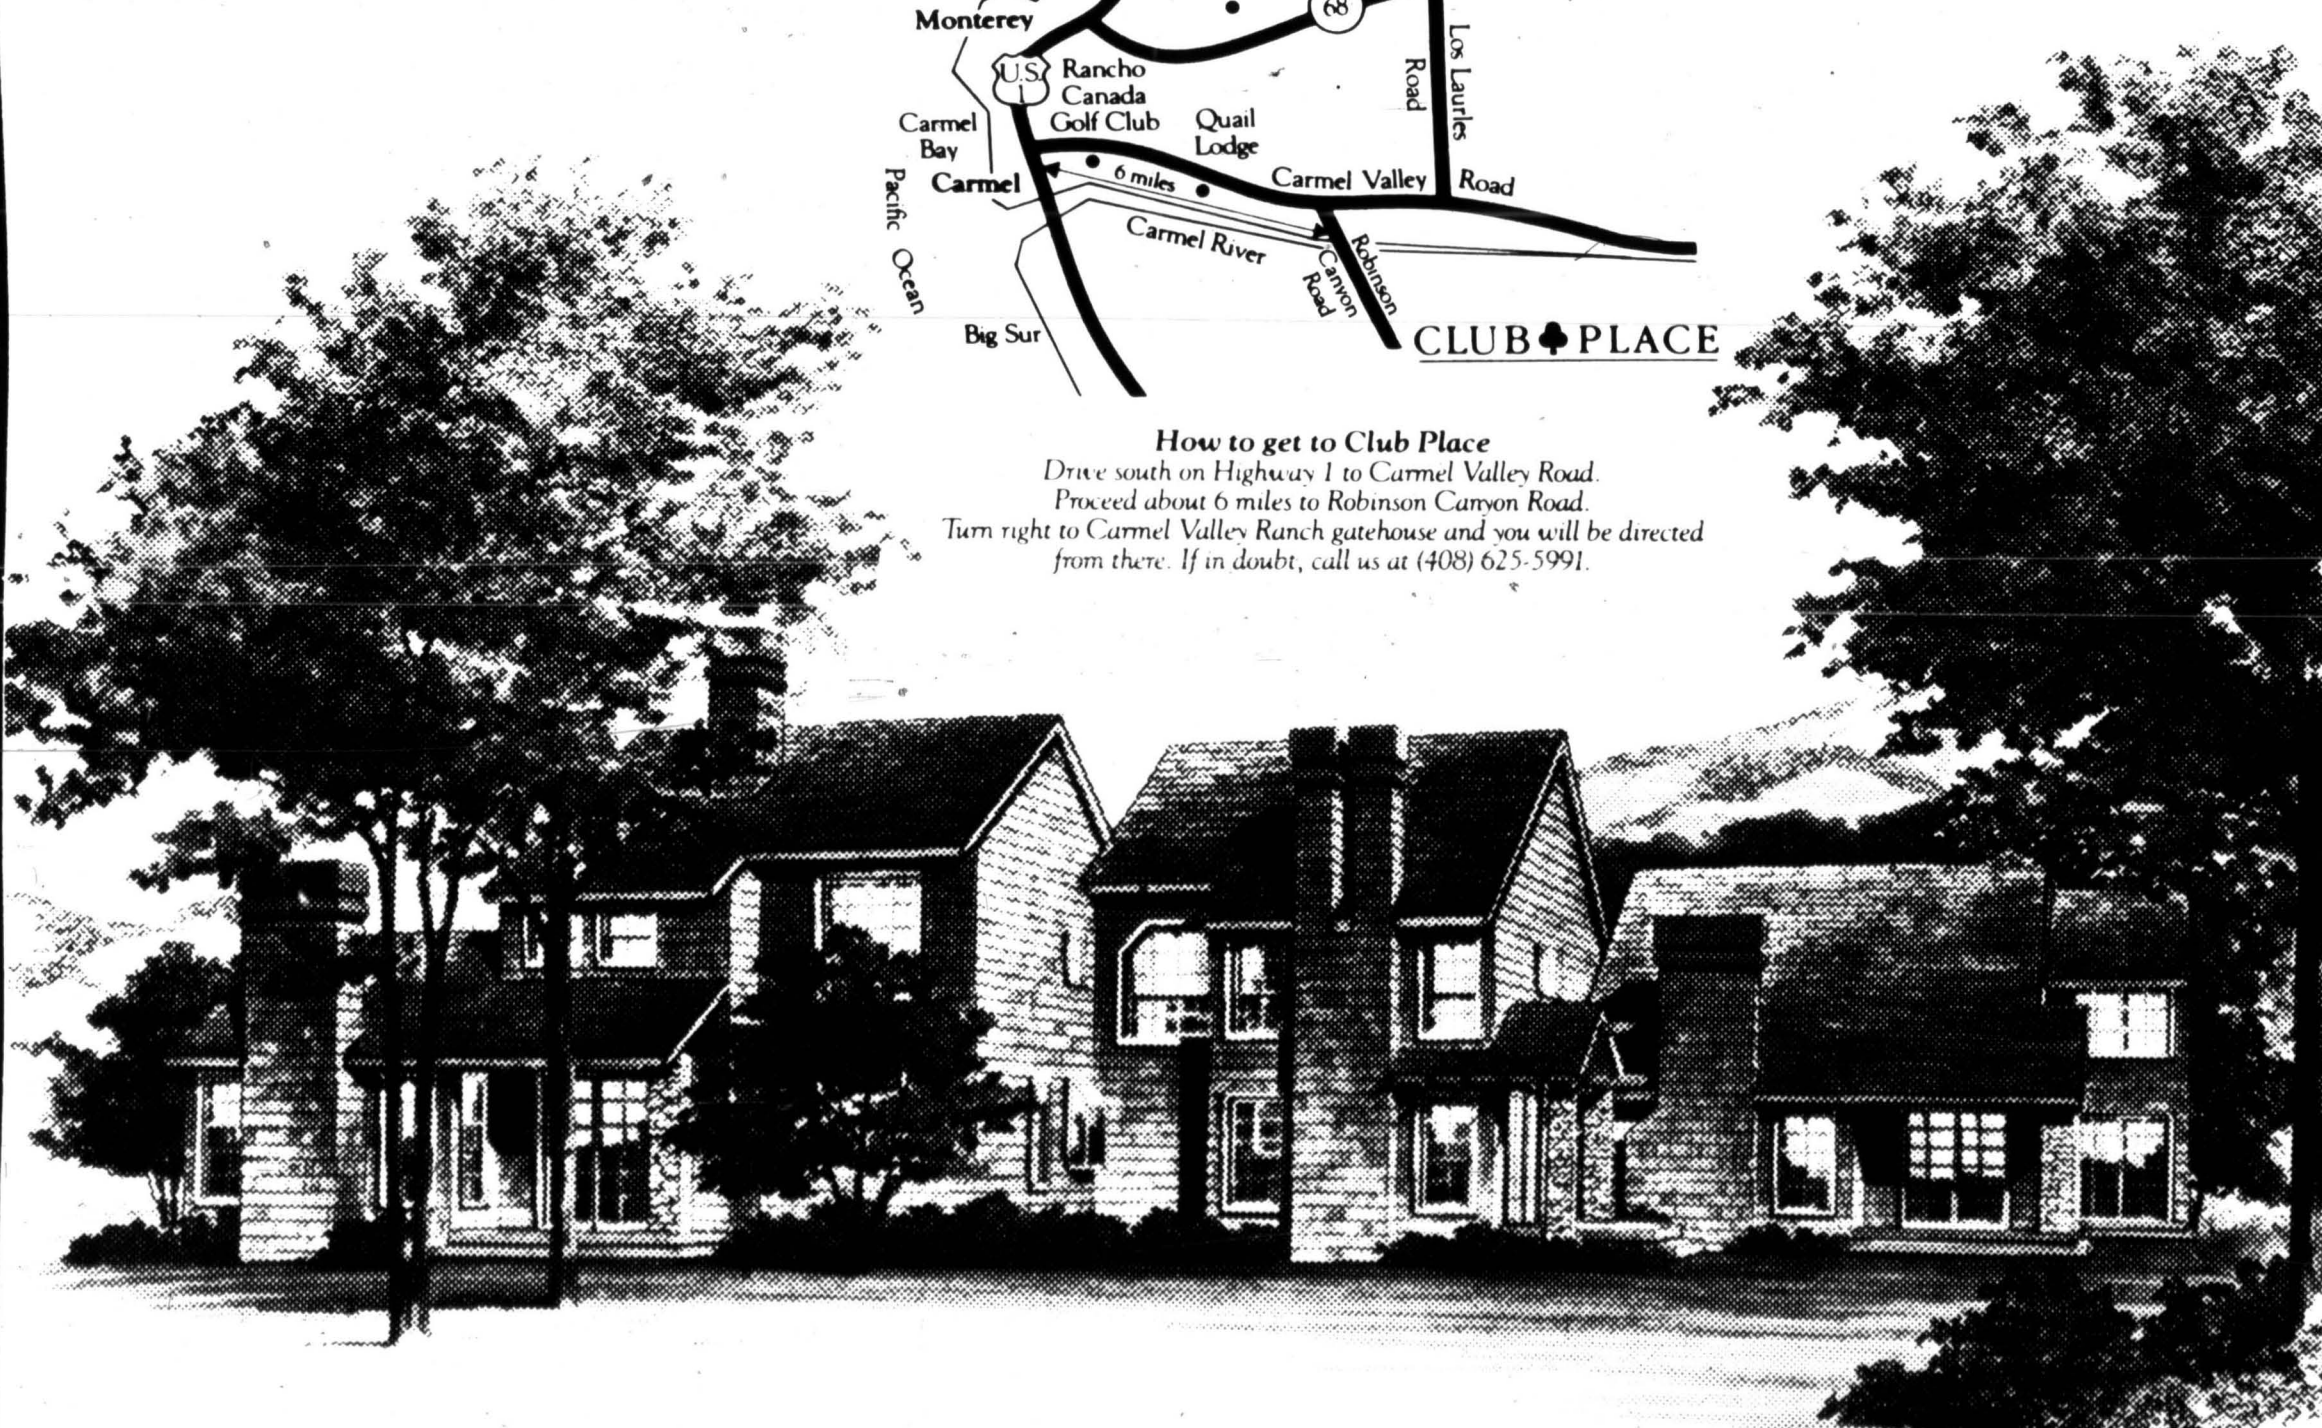 Monterey
68
U.S.
1
Rancho
Canada
Golf Club
Quail
Lodge
Los Laurles
Road
Carmel
Bay
Carmel
6 miles
Carmel Valley Road
Pacific Ocean
Carmel River
Robinson
Canyon
Road
Big Sur
CLUB PLACE
How to get to Club Place
Drive south on Highway 1 to Carmel Valley Road.
Proceed about 6 miles to Robinson Canyon Road.
Turn right to Carmel Valley Ranch gatehouse and you will be directed
from there. If in doubt, call us at (408) 625-5991.